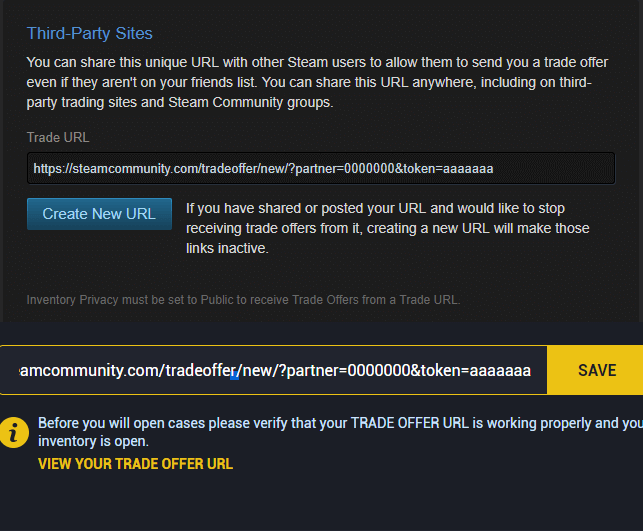 Third-Party Sites
You can share this unique URL with other Steam users to allow them to send you a trade offer
even if they aren't on your friends list. You can share this URL anywhere, including on third-
party trading sites and Steam Community groups.
Trade URL
https://steamcommunity.com/tradeoffer/new/?partner=0000000&token=aaaaaaa
Create New URL
If you have shared or posted your URL and would like to stop
receiving trade offers from it, creating a new URL will make those
links inactive.
Inventory Privacy must be set to Public to receive Trade Offers from a Trade URL.
eamcommunity.com/tradeoffer/new/?partner=0000000&token=aaaaaaa
SAVE
i
Before you will open cases please verify that your TRADE OFFER URL is working properly and you
inventory is open.
VIEW YOUR TRADE OFFER URL